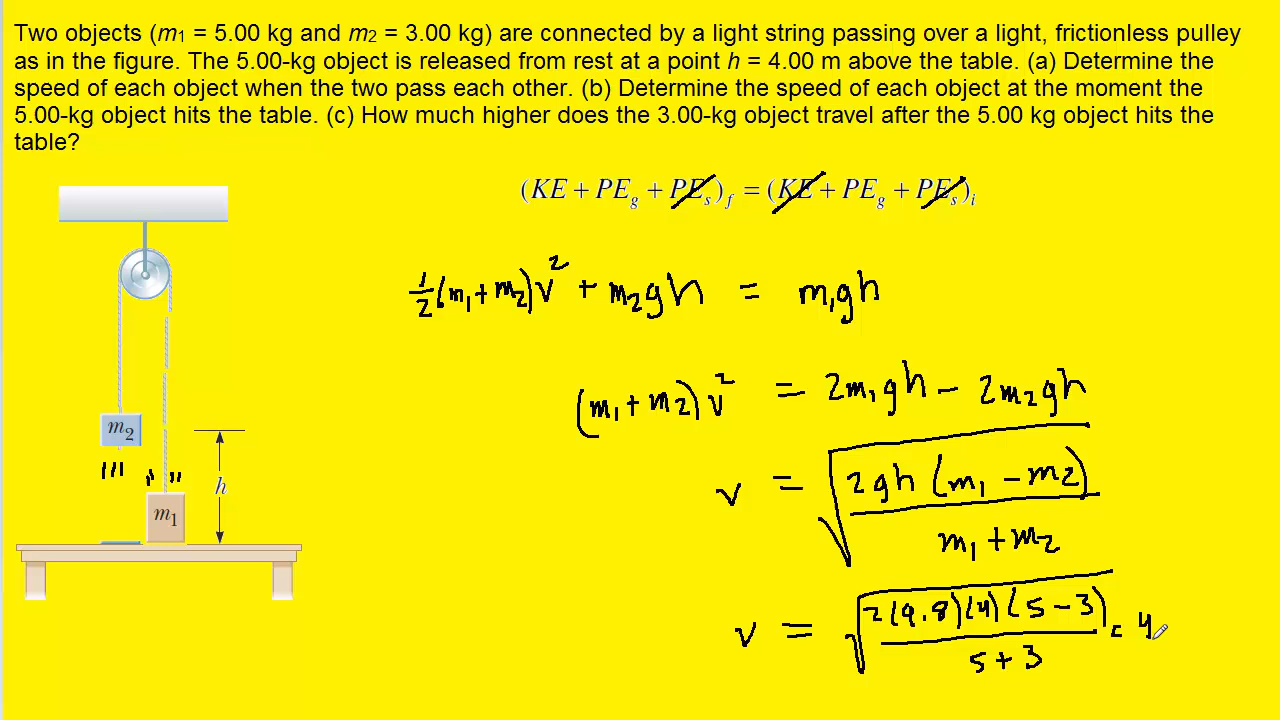 Two objects (m₁ = 5.00 kg and m₂ = 3.00 kg) are connected by a light string passing over a light, frictionless pulley
as in the figure. The 5.00-kg object is released from rest at a point h = 4.00 m above the table. (a) Determine the
speed of each object when the two pass each other. (b) Determine the speed of each object at the moment the
5.00-kg object hits the table. (c) How much higher does the 3.00-kg object travel after the 5.00 kg object hits the
table?
(KE + PE_g + PE_s)_f = (KE + PE_g + PE_s)_i
½(m₁+m₂)v² + m₂gh = m₁gh
(m₁+m₂)v² = 2m₁gh − 2m₂gh
v = √(2gh(m₁−m₂) / m₁+m₂)
v = √(2(9.8)(4)(5−3) / 5+3) = 4
m₂
h
m₁